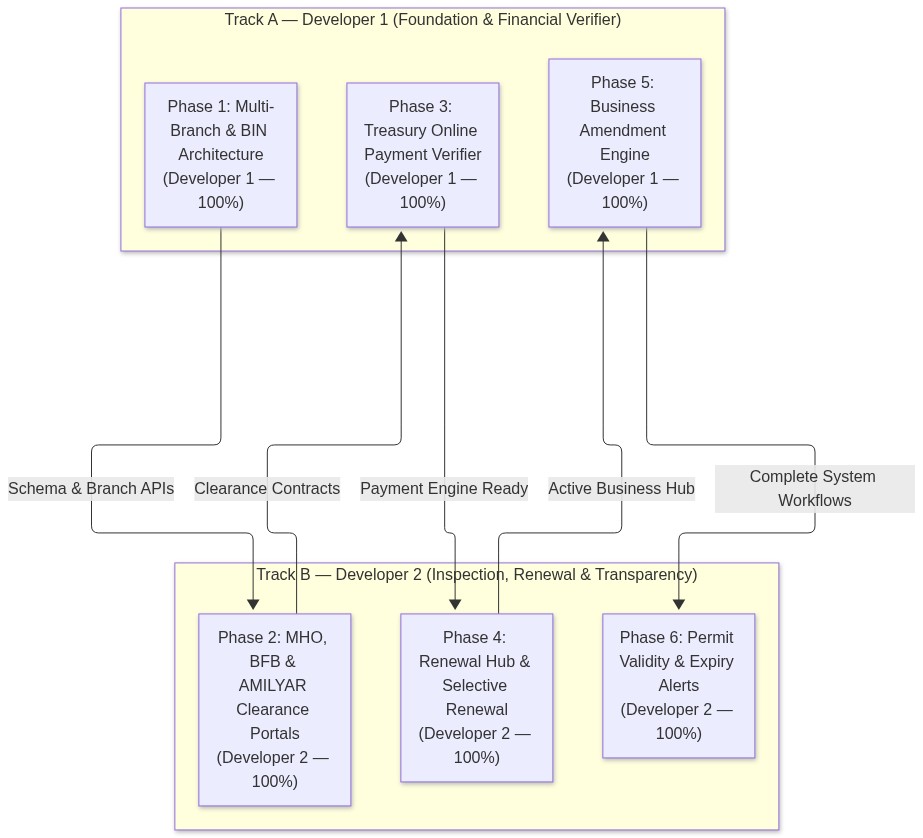 Track A — Developer 1 (Foundation & Financial Verifier)
Phase 1: Multi-
Branch & BIN
Architecture
(Developer 1 —
100%)
Phase 3:
Treasury Online
Payment Verifier
(Developer 1 —
100%)
Phase 5:
Business
Amendment
Engine
(Developer 1 —
100%)
Schema & Branch APIs
Clearance Contracts
Payment Engine Ready
Active Business Hub
Complete System
Workflows
Track B — Developer 2 (Inspection, Renewal & Transparency)
Phase 2: MHO,
BFB &
AMILYAR
Clearance
Portals
(Developer 2 —
100%)
Phase 4:
Renewal Hub &
Selective
Renewal
(Developer 2 —
100%)
Phase 6: Permit
Validity & Expiry
Alerts
(Developer 2 —
100%)